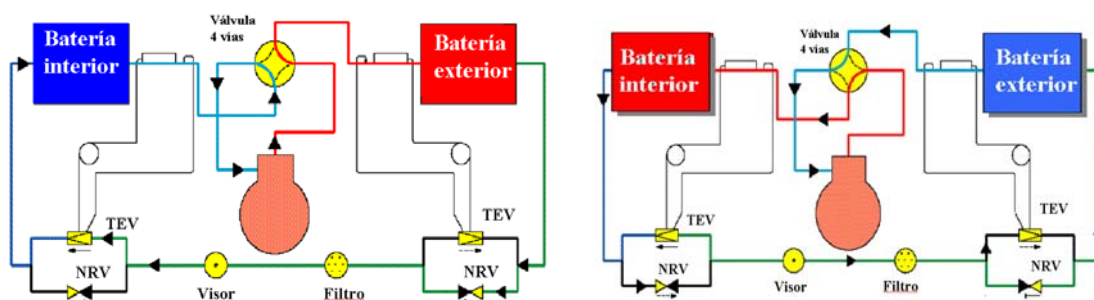 Válvula
4 vías
Batería
interior
Batería
exterior
TEV
TEV
NRV
NRV
Visor
Filtro
Válvula
4 vías
Batería
interior
Batería
exterior
TEV
TEV
NRV
NRV
Visor
Filtro